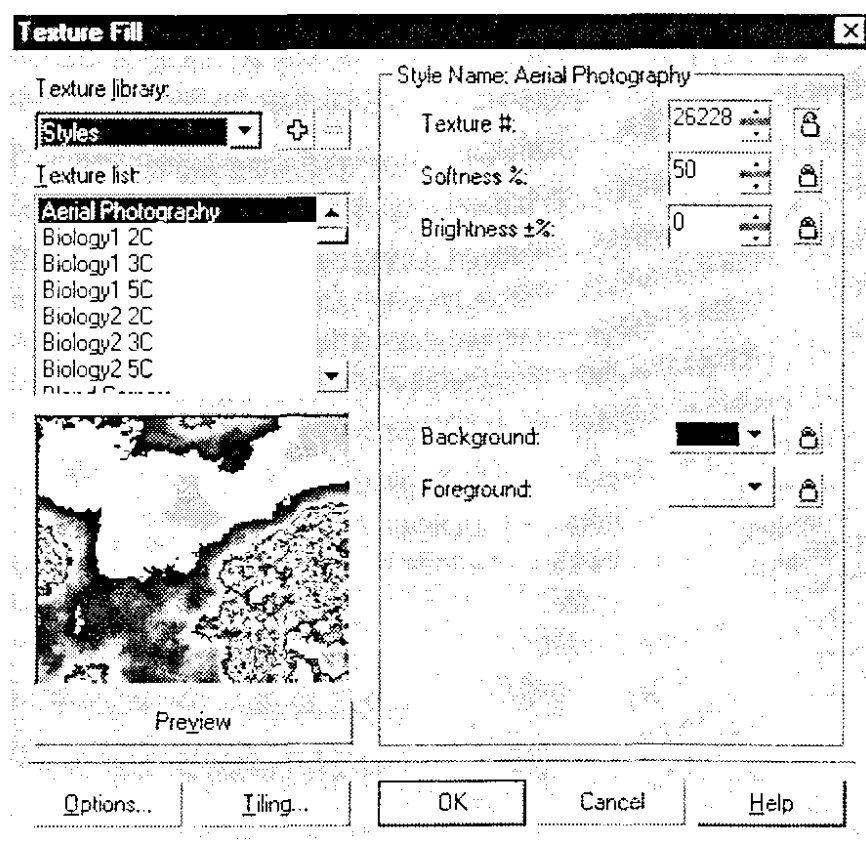 Texture Fill
Texture library:
Styles
Texture list:
Aerial Photography
Biology1 2C
Biology1 3C
Biology1 5C
Biology2 2C
Biology2 3C
Biology2 5C
Preview
Style Name: Aerial Photography
Texture #: 26228
Softness %: 50
Brightness ±%: 0
Background:
Foreground:
Options... Tiling... OK Cancel Help